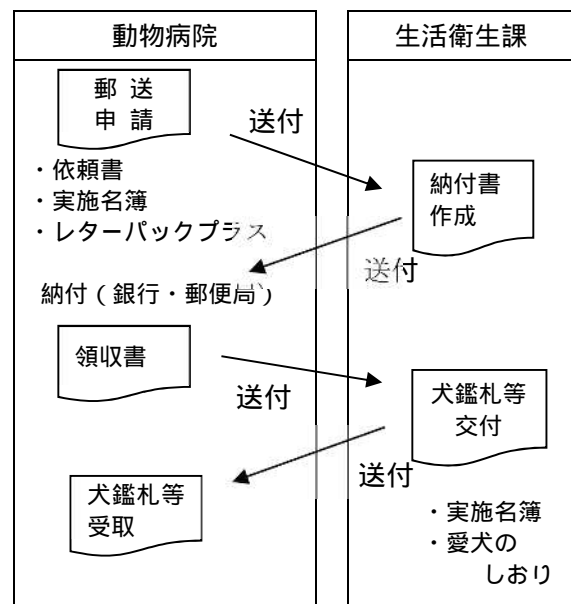 動物病院
生活衛生課
郵送
申請
送付
・依頼書
・実施名簿
・レターパックプラス
納付書
作成
送付
納付（銀行・郵便局）
領収書
送付
犬鑑札等
交付
送付
犬鑑札等
受取
・実施名簿
・愛犬の
しおり